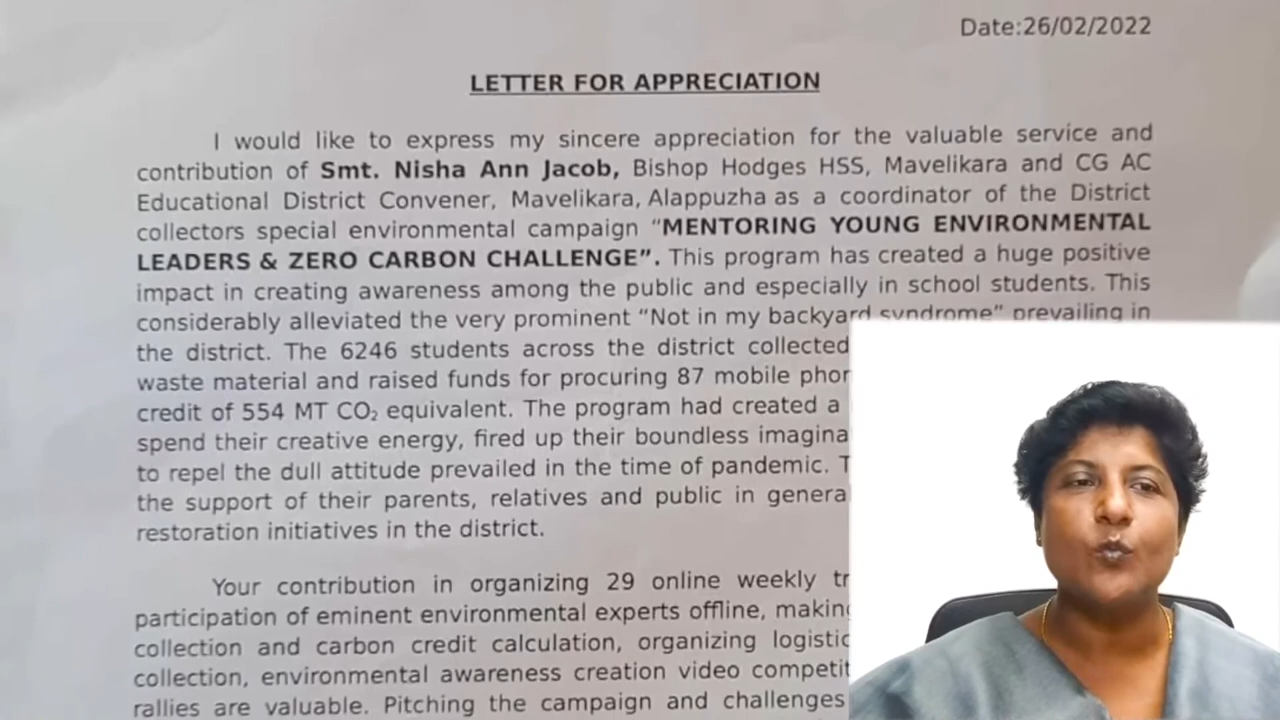 Date:26/02/2022
LETTER FOR APPRECIATION
I would like to express my sincere appreciation for the valuable service and
contribution of Smt. Nisha Ann Jacob, Bishop Hodges HSS, Mavelikara and CG AC
Educational District Convener, Mavelikara, Alappuzha as a coordinator of the District
collectors special environmental campaign “MENTORING YOUNG ENVIRONMENTAL
LEADERS & ZERO CARBON CHALLENGE”. This program has created a huge positive
impact in creating awareness among the public and especially in school students. This
considerably alleviated the very prominent “Not in my backyard syndrome” prevailing in
the district. The 6246 students across the district collected
waste material and raised funds for procuring 87 mobile
credit of 554 MT CO₂ equivalent. The program had created a
spend their creative energy, fired up their boundless
to repel the dull attitude prevailed in the time of pandemic.
the support of their parents, relatives and public in
restoration initiatives in the district.
Your contribution in organizing 29 online weekly
participation of eminent environmental experts offline,
collection and carbon credit calculation, organizing
collection, environmental awareness creation video
rallies are valuable. Pitching the campaign and challenges